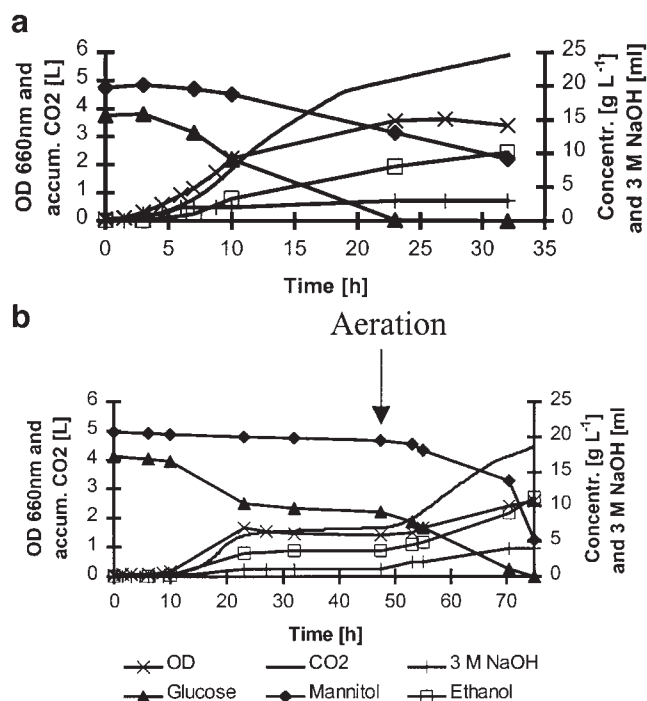 a
OD 660nm and
accum. CO2 [L]
6
5
4
3
2
1
0
25
20
15
10
5
0
Concentr. [g L-1]
and 3 M NaOH [ml]
0 5 10 15 20 25 30 35
Time [h]
b
Aeration
OD 660nm and
accum. CO2 [L]
6
5
4
3
2
1
0
25
20
15
10
5
0
Concentr. [g L-1]
and 3 M NaOH [ml
0 10 20 30 40 50 60 70
Time [h]
OD CO2 3 M NaOH
Glucose Mannitol Ethanol